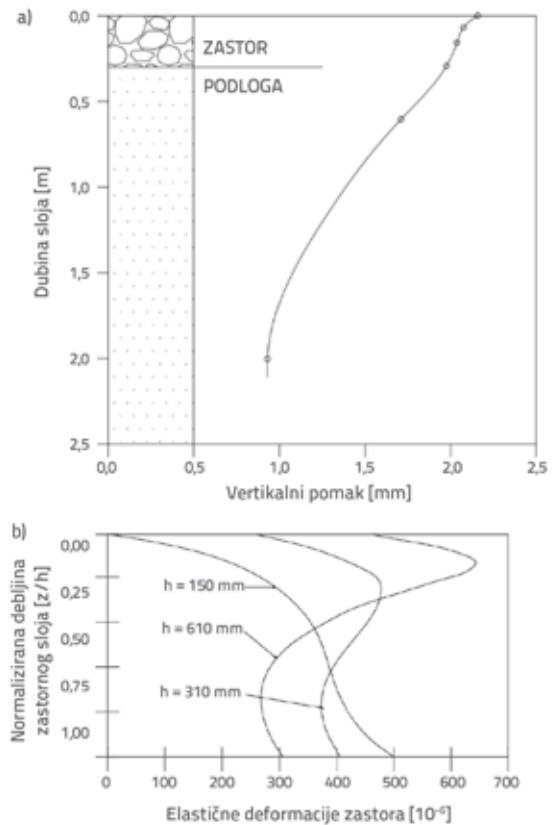 a)
0,0
ZASTOR
PODLOGA
0,5
1,0
1,5
2,0
2,5
Dubina sloja [m]
0,0 0,5 1,0 1,5 2,0 2,5
Vertikalni pomak [mm]
b)
0,00
0,25
0,50
0,75
1,00
Normalizirana debljina
zastornog sloja [z/h]
h = 150 mm
h = 610 mm
h = 310 mm
0 100 200 300 400 500 600 700
Elastične deformacije zastora [10⁻⁶]